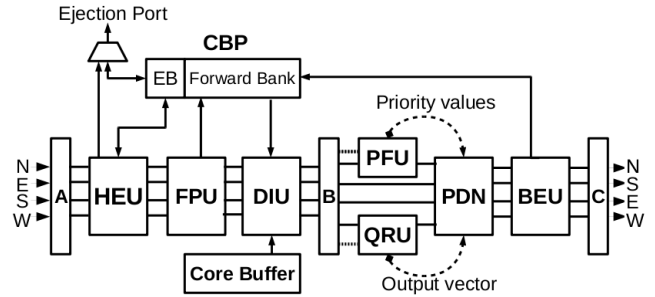 Ejection Port
CBP
EB
Forward Bank
Priority values
N
E
S
W
A
HEU
FPU
DIU
B
PFU
QRU
PDN
BEU
C
N
S
E
W
Core Buffer
Output vector